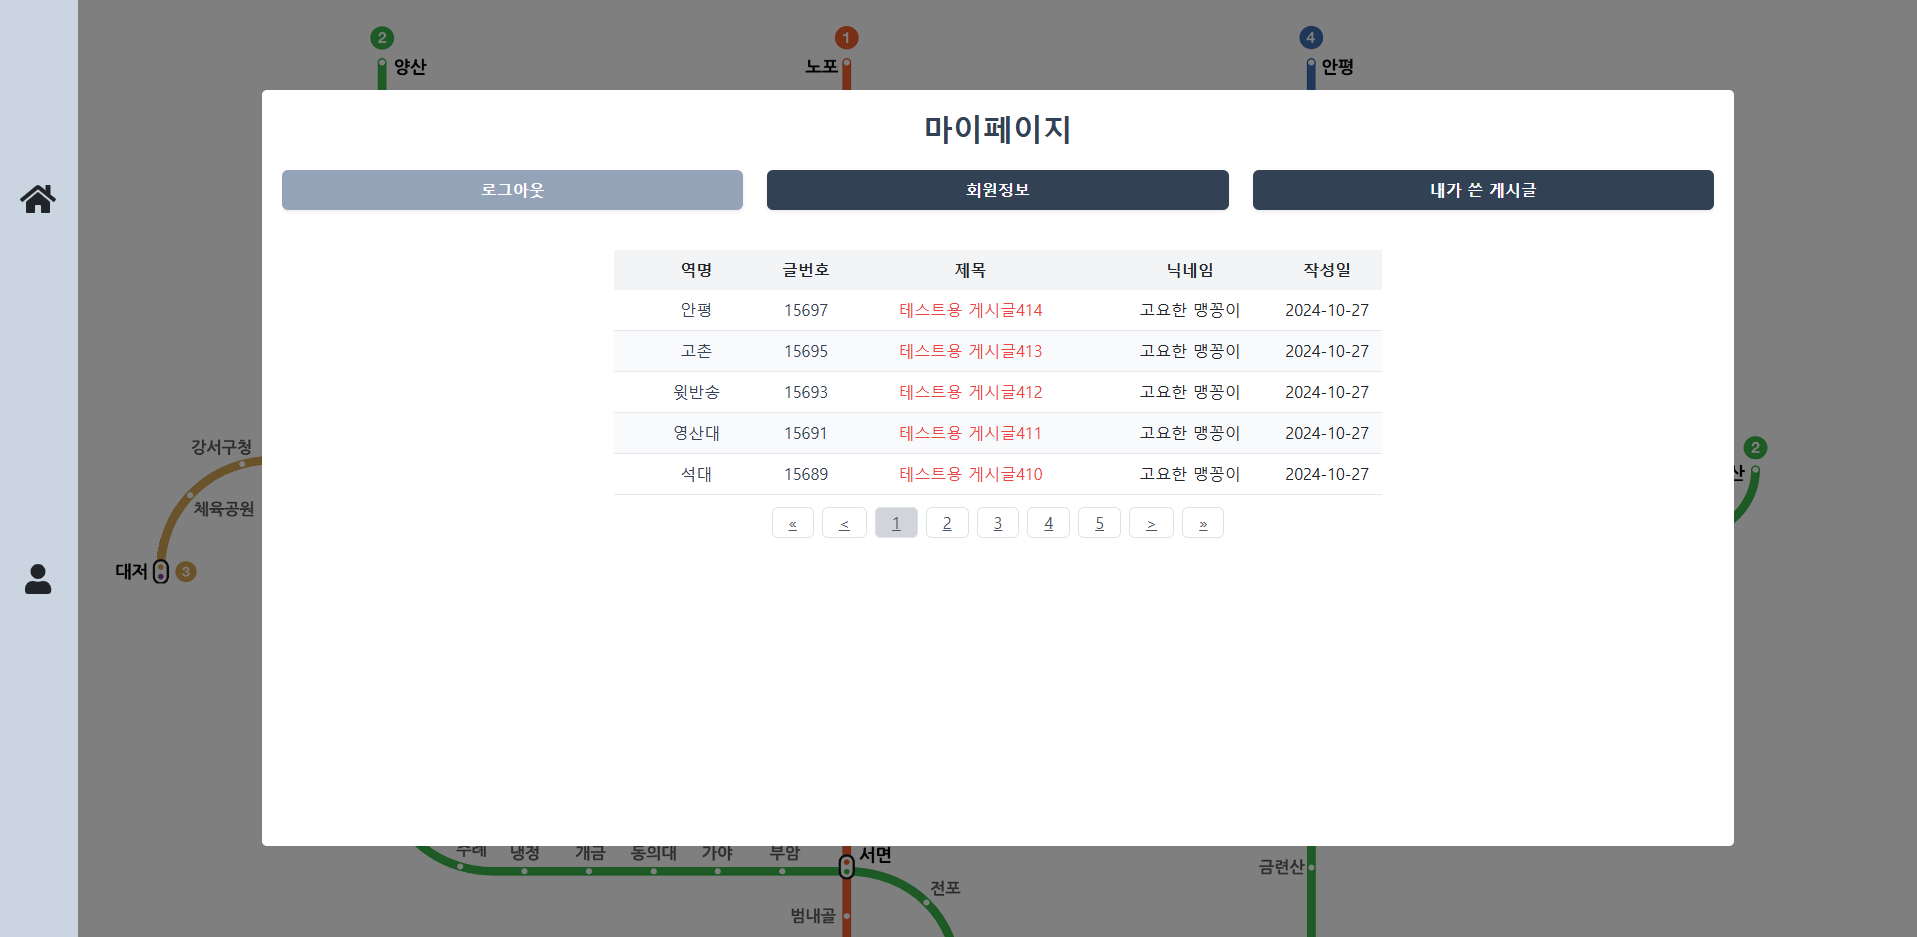 2 1 4
양산 노포 안평
마이페이지
로그아웃 회원정보 내가 쓴 게시글
역명 글번호 제목 닉네임 작성일
안평 15697 테스트용 게시글414 고요한 맹꽁이 2024-10-27
고촌 15695 테스트용 게시글413 고요한 맹꽁이 2024-10-27
윗반송 15693 테스트용 게시글412 고요한 맹꽁이 2024-10-27
영산대 15691 테스트용 게시글411 고요한 맹꽁이 2024-10-27
석대 15689 테스트용 게시글410 고요한 맹꽁이 2024-10-27
« < 1 2 3 4 5 > »
강서구청
체육공원
대저 3
2
산
냉정 개금 동의대 가야 부암 서면
금련산
전포
범내골